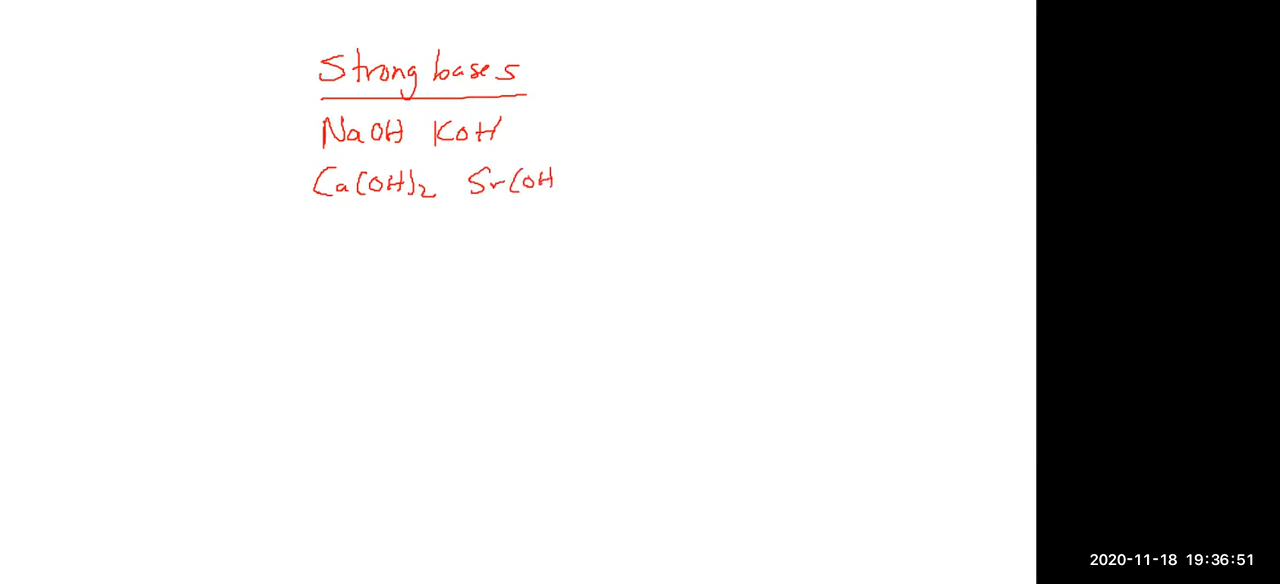 Strong bases
NaOH KOH
Ca(OH)2 Sr(OH
2020-11-18 19:36:51